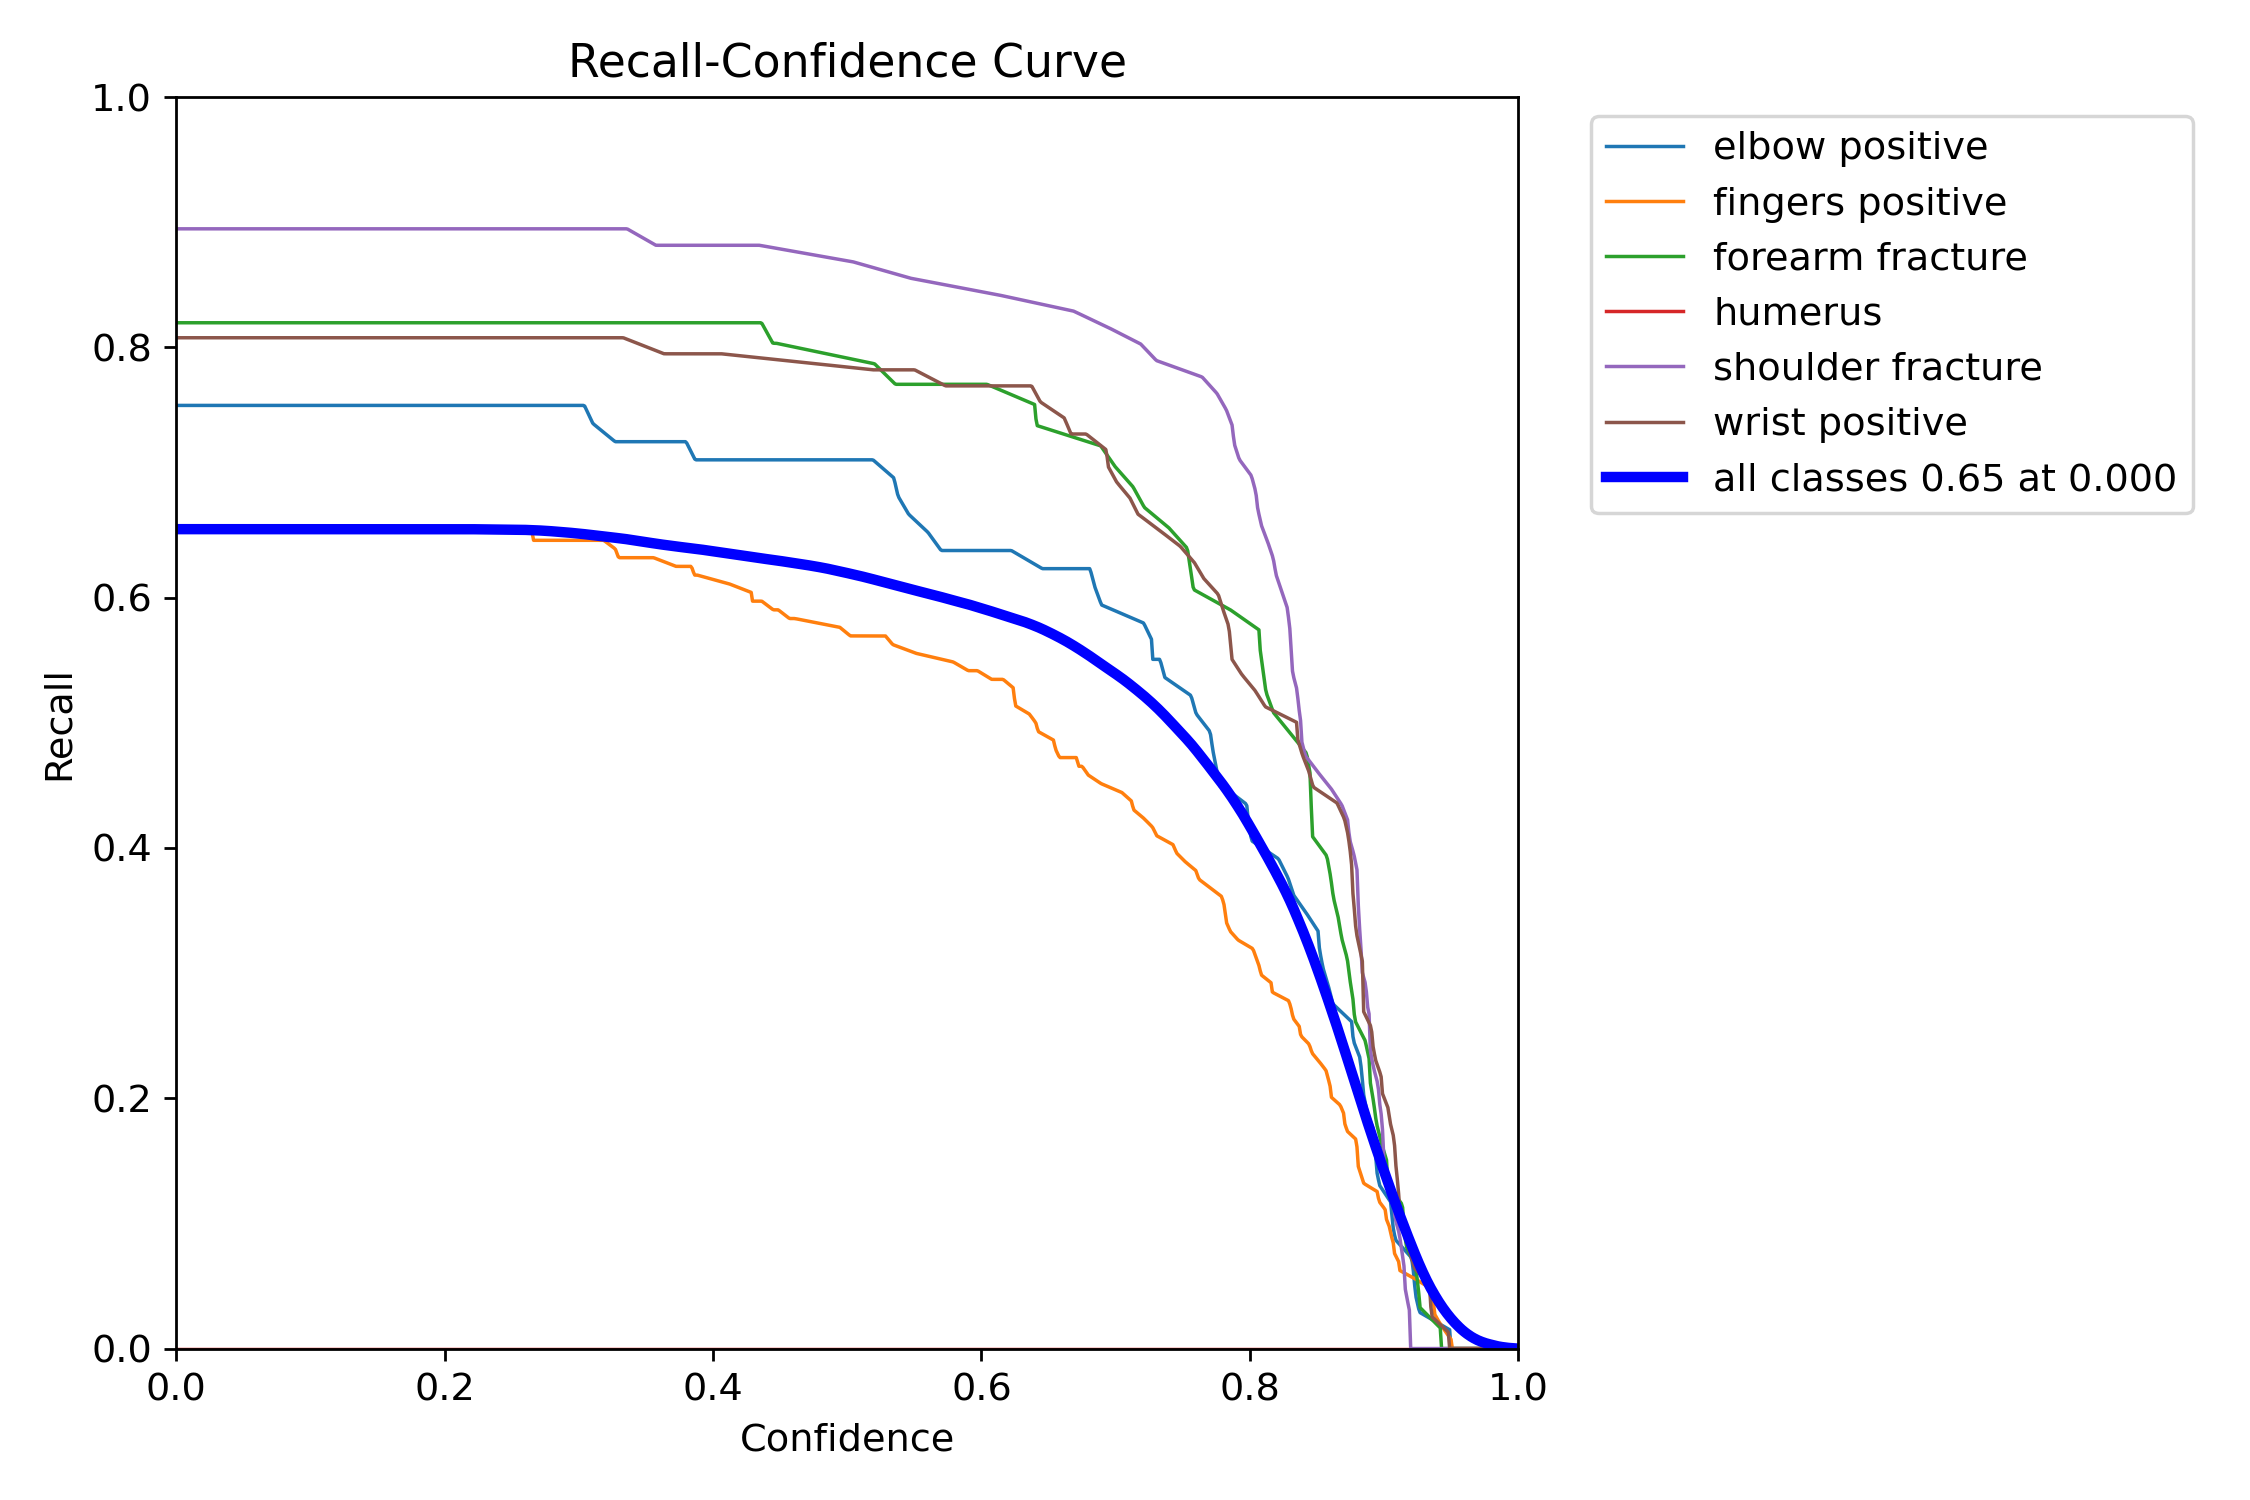 Recall-Confidence Curve
1.0
0.8
0.6
0.4
0.2
0.0
Recall
0.0 0.2 0.4 0.6 0.8 1.0
Confidence
elbow positive
fingers positive
forearm fracture
humerus
shoulder fracture
wrist positive
all classes 0.65 at 0.000